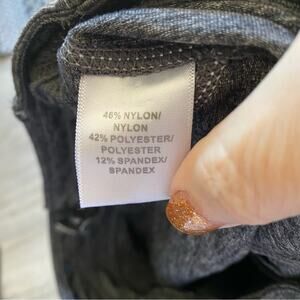 46% NYLON/
NYLON
42% POLYESTER/
POLYESTER
12% SPANDEX/
SPANDEX